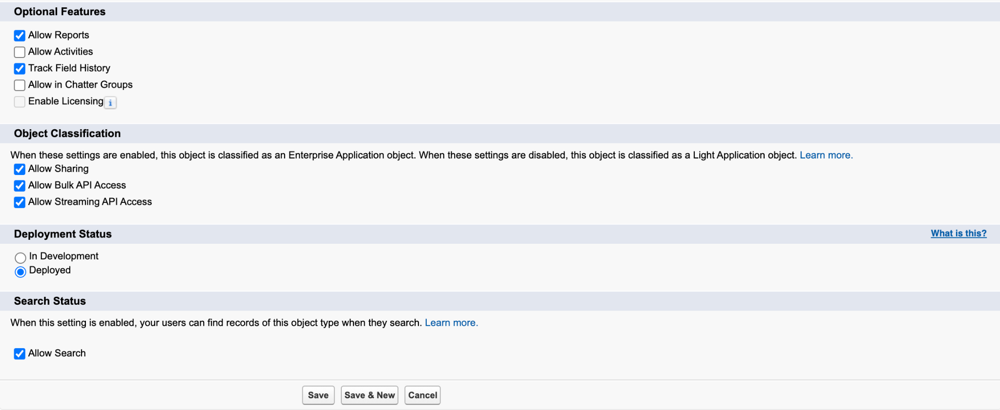 Optional Features
Allow Reports
Allow Activities
Track Field History
Allow in Chatter Groups
Enable Licensing i
Object Classification
When these settings are enabled, this object is classified as an Enterprise Application object. When these settings are disabled, this object is classified as a Light Application object. Learn more.
Allow Sharing
Allow Bulk API Access
Allow Streaming API Access
Deployment Status What is this?
In Development
Deployed
Search Status
When this setting is enabled, your users can find records of this object type when they search. Learn more.
Allow Search
Save Save & New Cancel